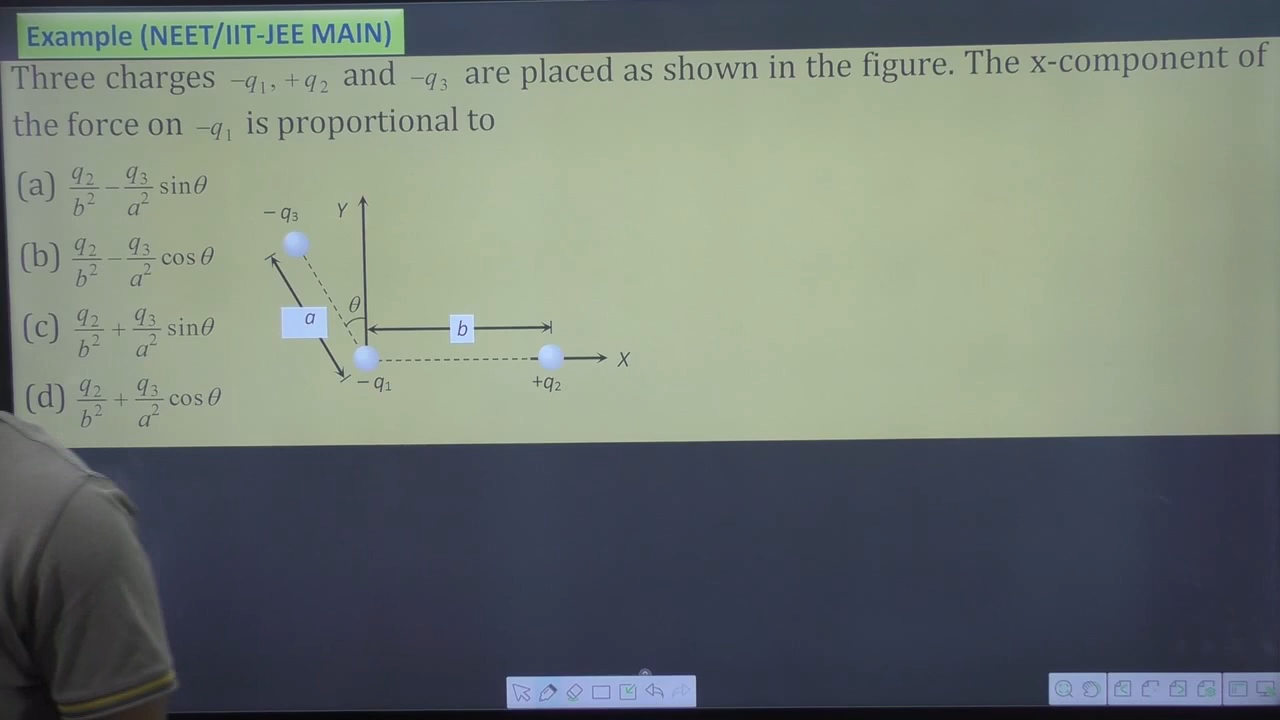 Example (NEET/IIT-JEE MAIN)
Three charges −q₁, +q₂ and −q₃ are placed as shown in the figure. The x-component of
the force on −q₁ is proportional to
(a) q₂/b² − q₃/a² sinθ
(b) q₂/b² − q₃/a² cos θ
(c) q₂/b² + q₃/a² sinθ
(d) q₂/b² + q₃/a² cos θ
− q₃
Y
θ
a
b
X
− q₁
+q₂